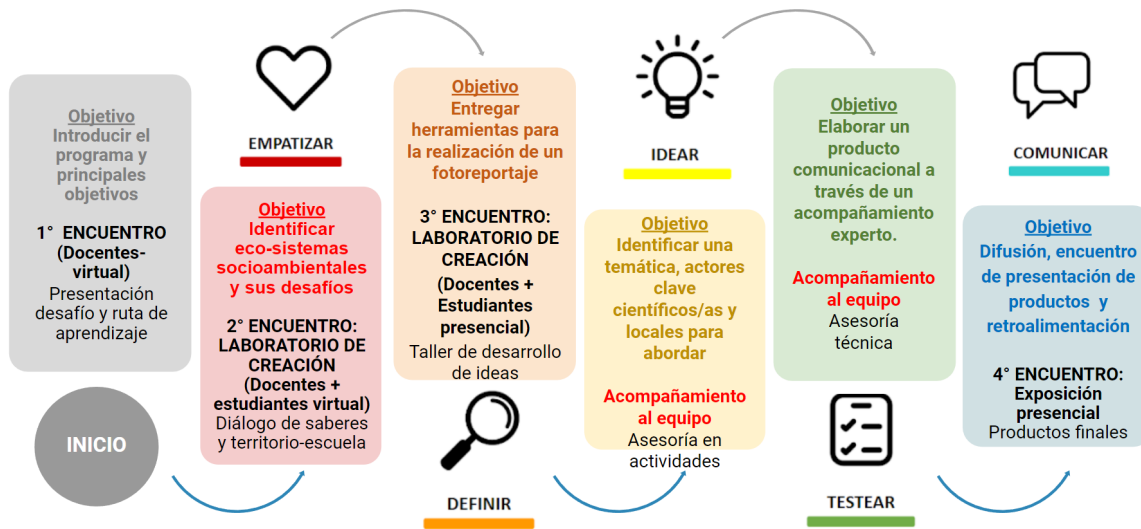 INICIO
Objetivo
Introducir el
programa y
principales
objetivos
1° ENCUENTRO
(Docentes-
virtual)
Presentación
desafío y ruta de
aprendizaje
EMPATIZAR
Objetivo
Identificar
eco-sistemas
socioambientales
y sus desafíos
2° ENCUENTRO:
LABORATORIO DE
CREACIÓN
(Docentes +
estudiantes virtual)
Diálogo de saberes
y territorio-escuela
Objetivo
Entregar
herramientas para
la realización de un
fotoreportaje
3° ENCUENTRO:
LABORATORIO DE
CREACIÓN
(Docentes +
Estudiantes
presencial)
Taller de desarrollo
de ideas
DEFINIR
IDEAR
Objetivo
Identificar una
temática, actores
clave
científicos/as y
locales para
abordar
Acompañamiento
al equipo
Asesoría en
actividades
Objetivo
Elaborar un
producto
comunicacional a
través de un
acompañamiento
experto.
Acompañamiento
al equipo
Asesoría
técnica
TESTEAR
COMUNICAR
Objetivo
Difusión, encuentro
de presentación de
productos y
retroalimentación
4° ENCUENTRO:
Exposición
presencial
Productos finales